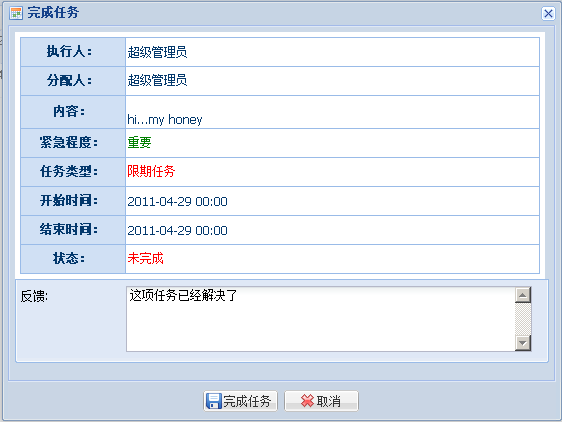 完成任务
执行人： 超级管理员
分配人： 超级管理员
内容： hi...my honey
紧急程度： 重要
任务类型： 限期任务
开始时间： 2011-04-29 00:00
结束时间： 2011-04-29 00:00
状态： 未完成
反馈: 这项任务已经解决了
完成任务 取消